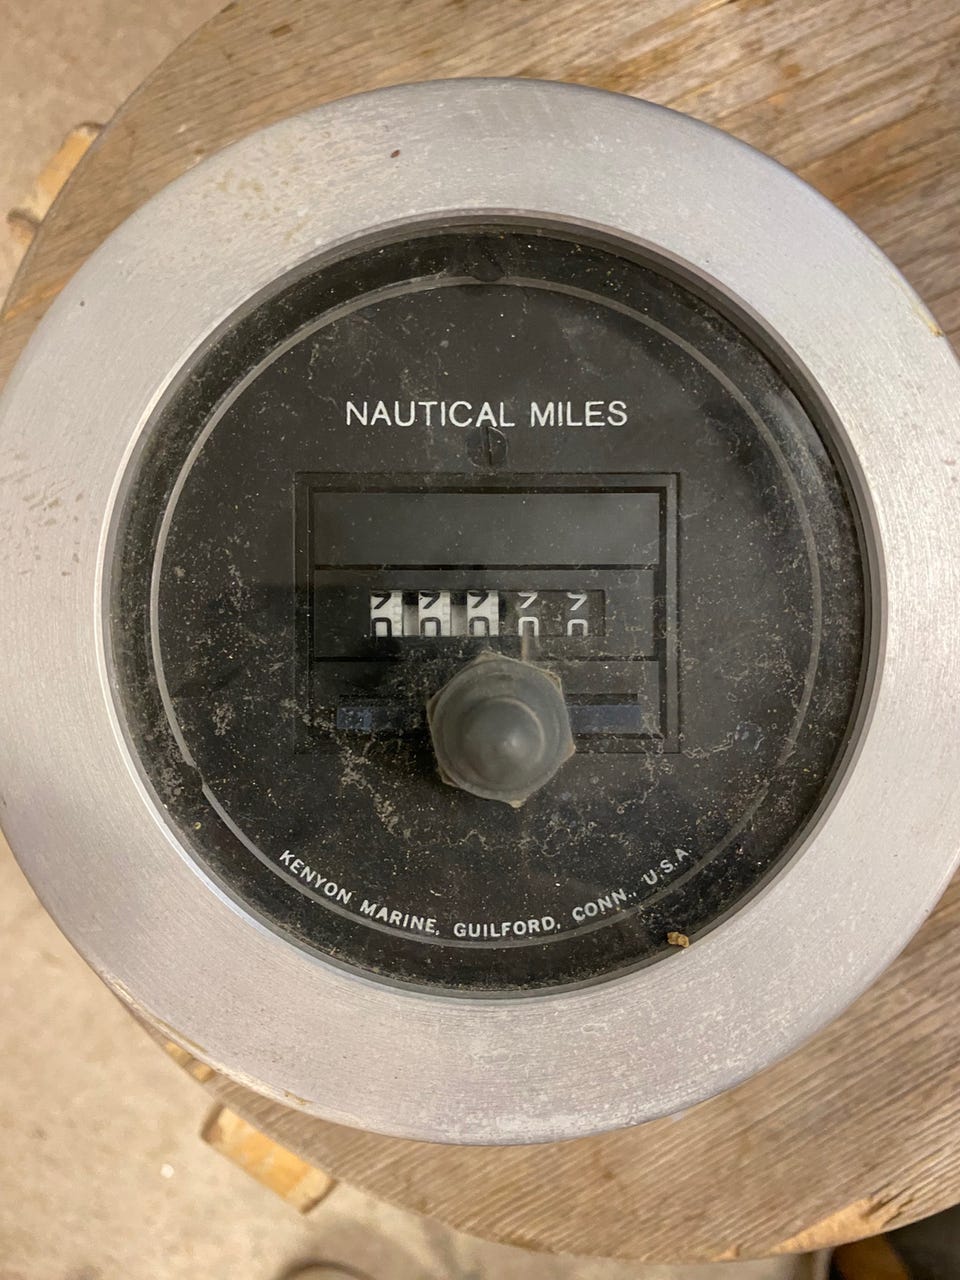 NAUTICAL MILES
KENYON MARINE, GUILFORD, CONN., U.S.A